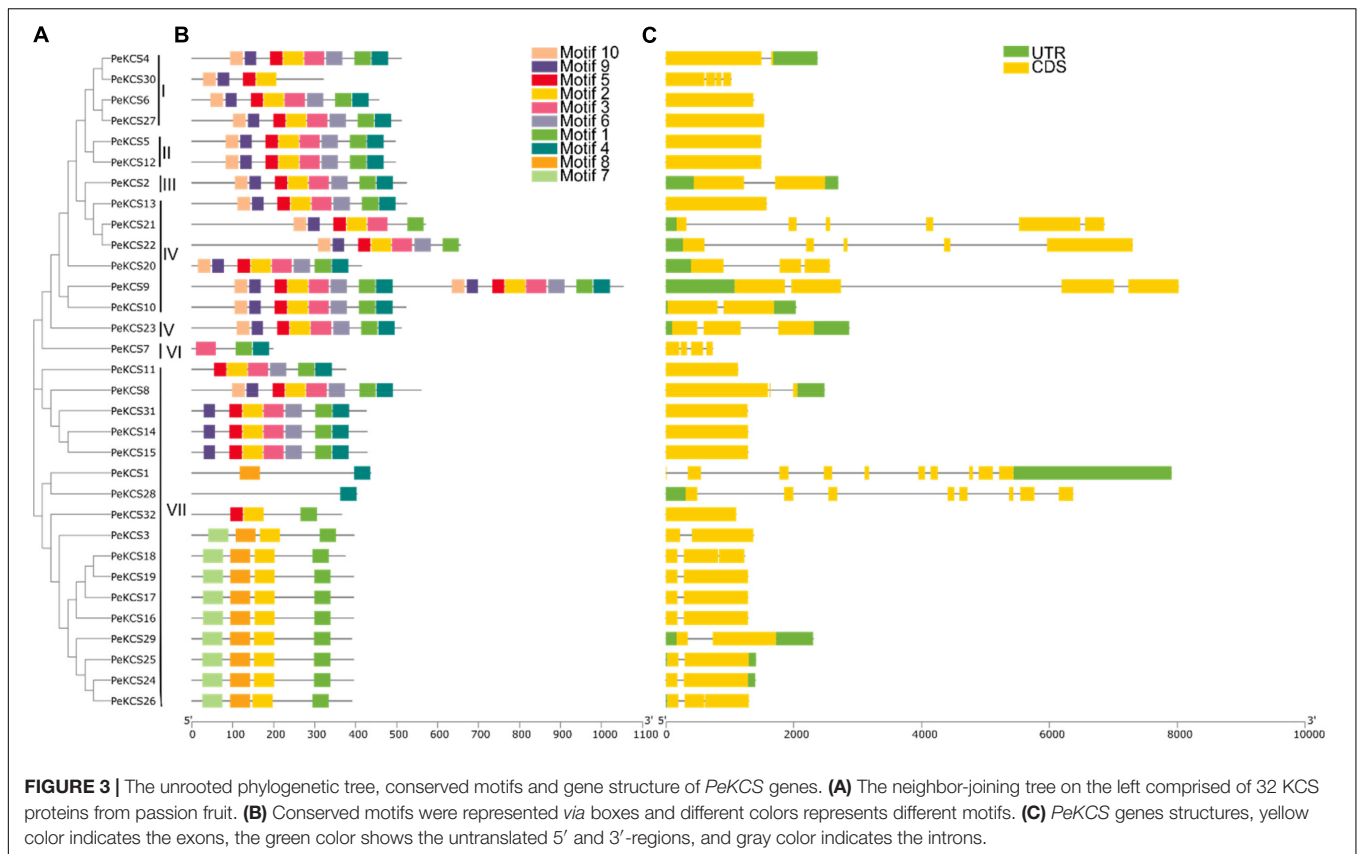 A
B
C
PeKCS4
PeKCS30
PeKCS6
PeKCS27
PeKCS5
PeKCS12
PeKCS2
PeKCS13
PeKCS21
PeKCS22
PeKCS20
PeKCS9
PeKCS10
PeKCS23
PeKCS7
PeKCS11
PeKCS8
PeKCS31
PeKCS14
PeKCS15
PeKCS1
PeKCS28
PeKCS32
PeKCS3
PeKCS18
PeKCS19
PeKCS17
PeKCS16
PeKCS29
PeKCS25
PeKCS24
PeKCS26
I
II
III
IV
V
VI
VII
Motif 10
Motif 9
Motif 5
Motif 2
Motif 3
Motif 6
Motif 1
Motif 4
Motif 8
Motif 7
UTR
CDS
5' 3'
0 100 200 300 400 500 600 700 800 900 1000 1100
5' 3'
0 2000 4000 6000 8000 10000
FIGURE 3 | The unrooted phylogenetic tree, conserved motifs and gene structure of PeKCS genes. (A) The neighbor-joining tree on the left comprised of 32 KCS
proteins from passion fruit. (B) Conserved motifs were represented via boxes and different colors represents different motifs. (C) PeKCS genes structures, yellow
color indicates the exons, the green color shows the untranslated 5′ and 3′-regions, and gray color indicates the introns.